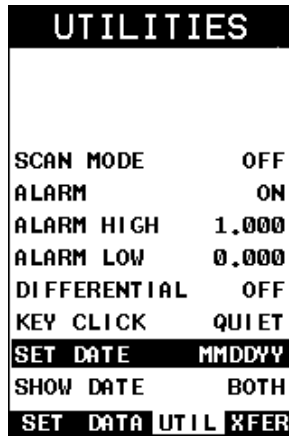 UTILITIES
SCAN MODE OFF
ALARM ON
ALARM HIGH 1.000
ALARM LOW 0.000
DIFFERENTIAL OFF
KEY CLICK QUIET
SET DATE MMDDYY
SHOW DATE BOTH
SET DATA UTIL XFER